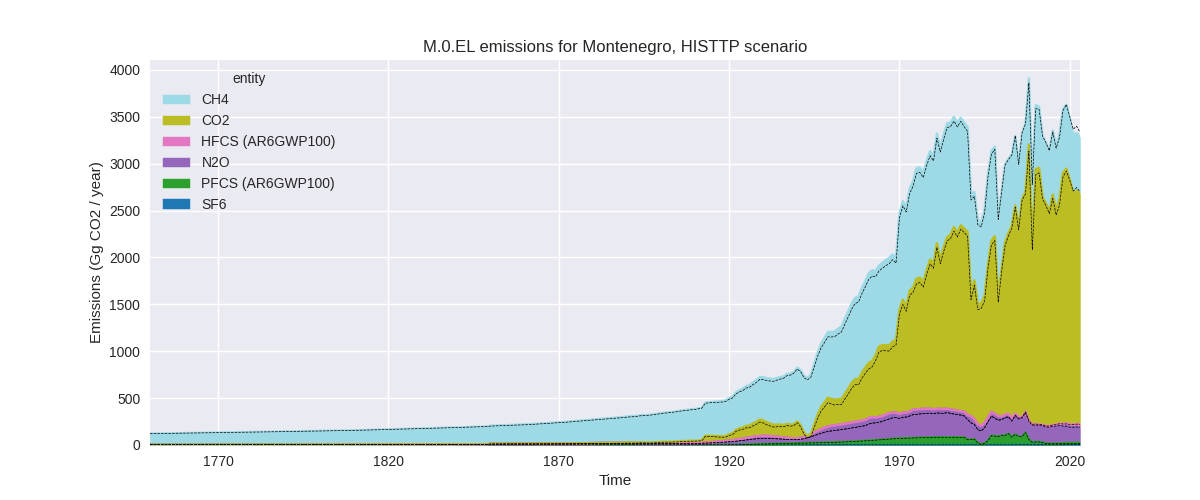 M.0.EL emissions for Montenegro, HISTTP scenario
Emissions (Gg CO2 / year)
4000
3500
3000
2500
2000
1500
1000
500
0
entity
CH4
CO2
HFCS (AR6GWP100)
N2O
PFCS (AR6GWP100)
SF6
1770 1820 1870 1920 1970 2020
Time